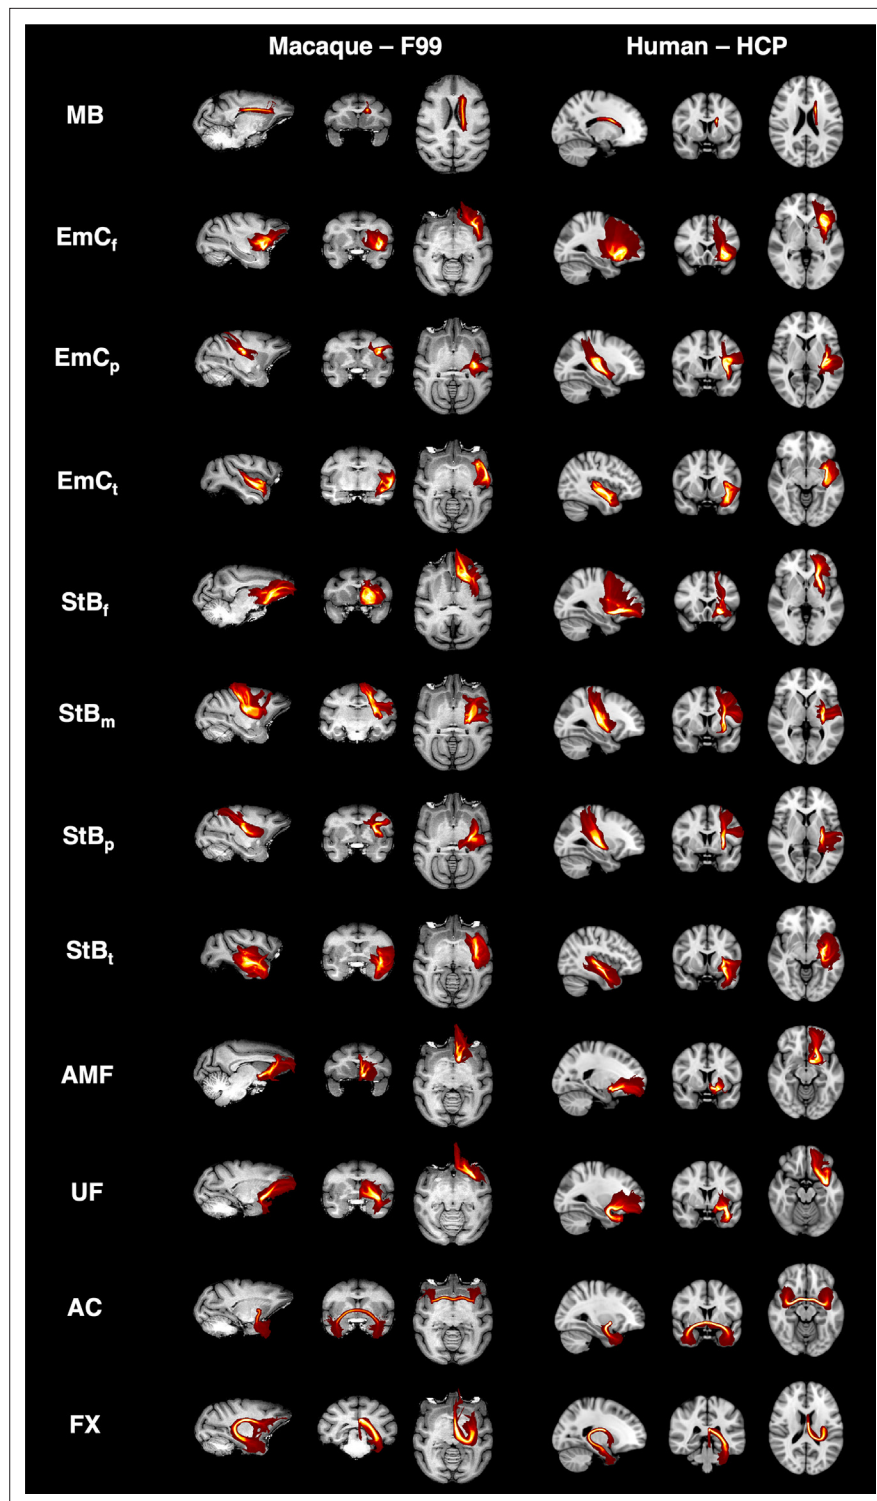 Macaque – F99 Human – HCP
MB
EmCf
EmCp
EmCt
StBf
StBm
StBp
StBt
AMF
UF
AC
FX